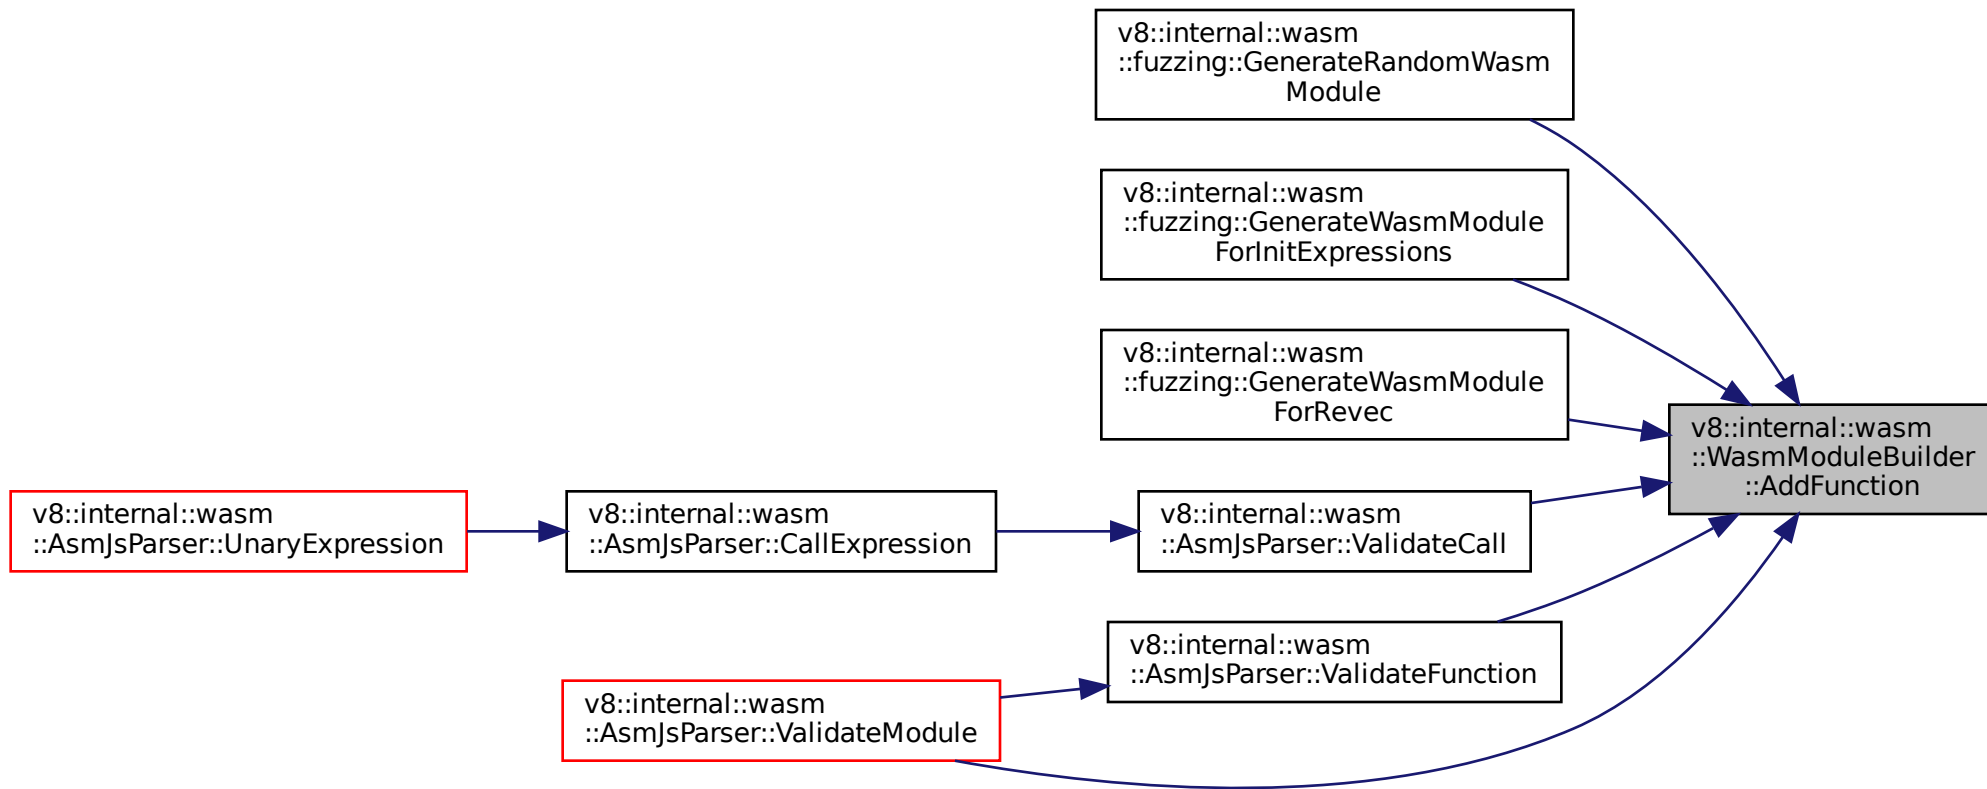 v8::internal::wasm
::fuzzing::GenerateRandomWasm
Module
v8::internal::wasm
::fuzzing::GenerateWasmModule
ForInitExpressions
v8::internal::wasm
::fuzzing::GenerateWasmModule
ForRevec
v8::internal::wasm
::WasmModuleBuilder
::AddFunction
v8::internal::wasm
::AsmJsParser::UnaryExpression
v8::internal::wasm
::AsmJsParser::CallExpression
v8::internal::wasm
::AsmJsParser::ValidateCall
v8::internal::wasm
::AsmJsParser::ValidateFunction
v8::internal::wasm
::AsmJsParser::ValidateModule